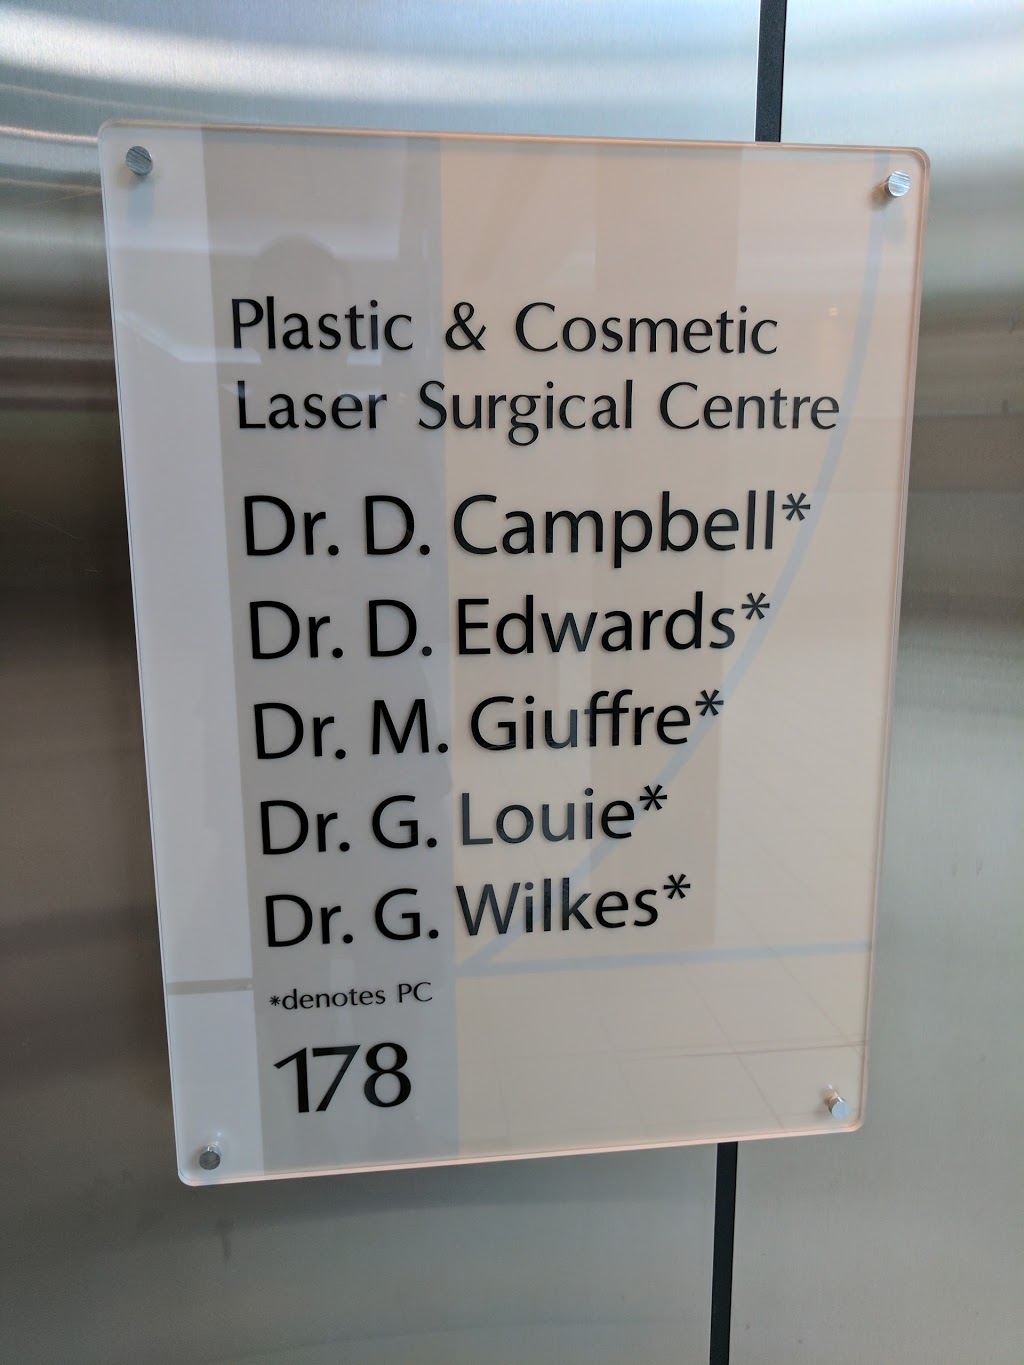 Plastic & Cosmetic
Laser Surgical Centre
Dr. D. Campbell*
Dr. D. Edwards*
Dr. M. Giuffre*
Dr. G. Louie*
Dr. G. Wilkes*
*denotes PC
178